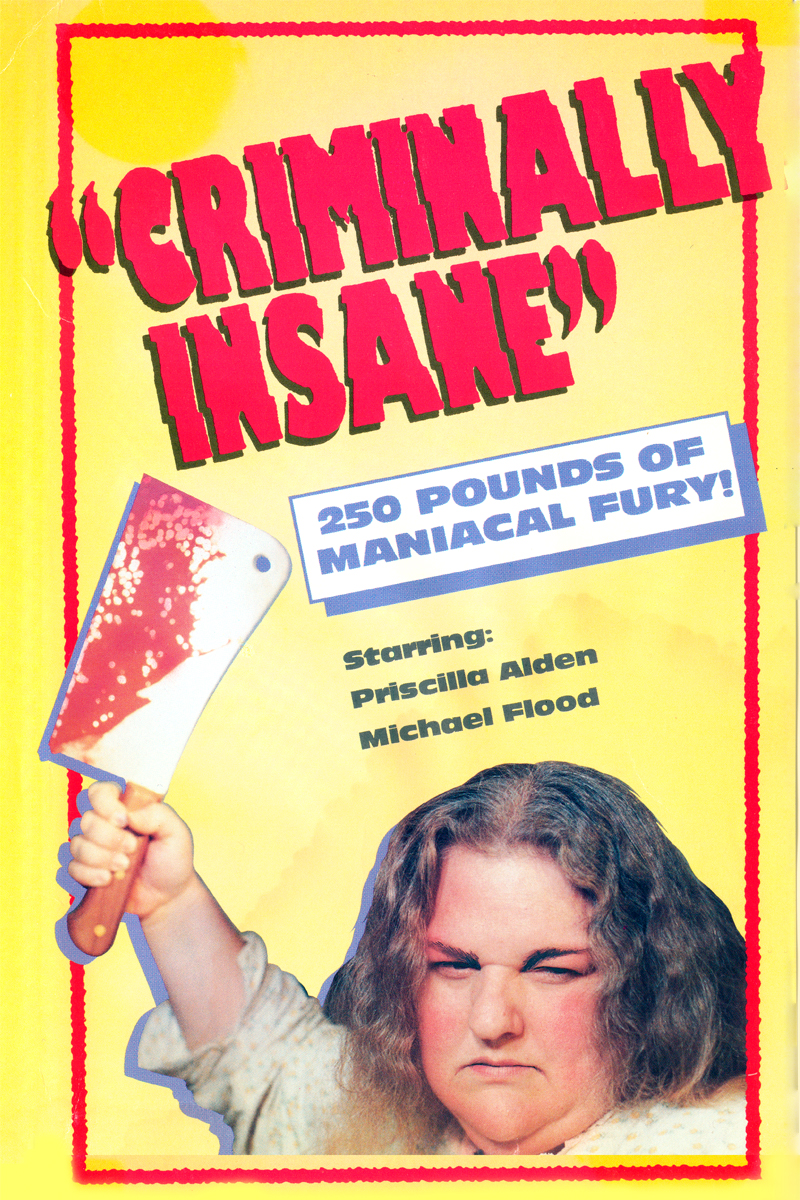 “CRIMINALLY
INSANE”
250 POUNDS OF
MANIACAL FURY!
Starring:
Priscilla Alden
Michael Flood